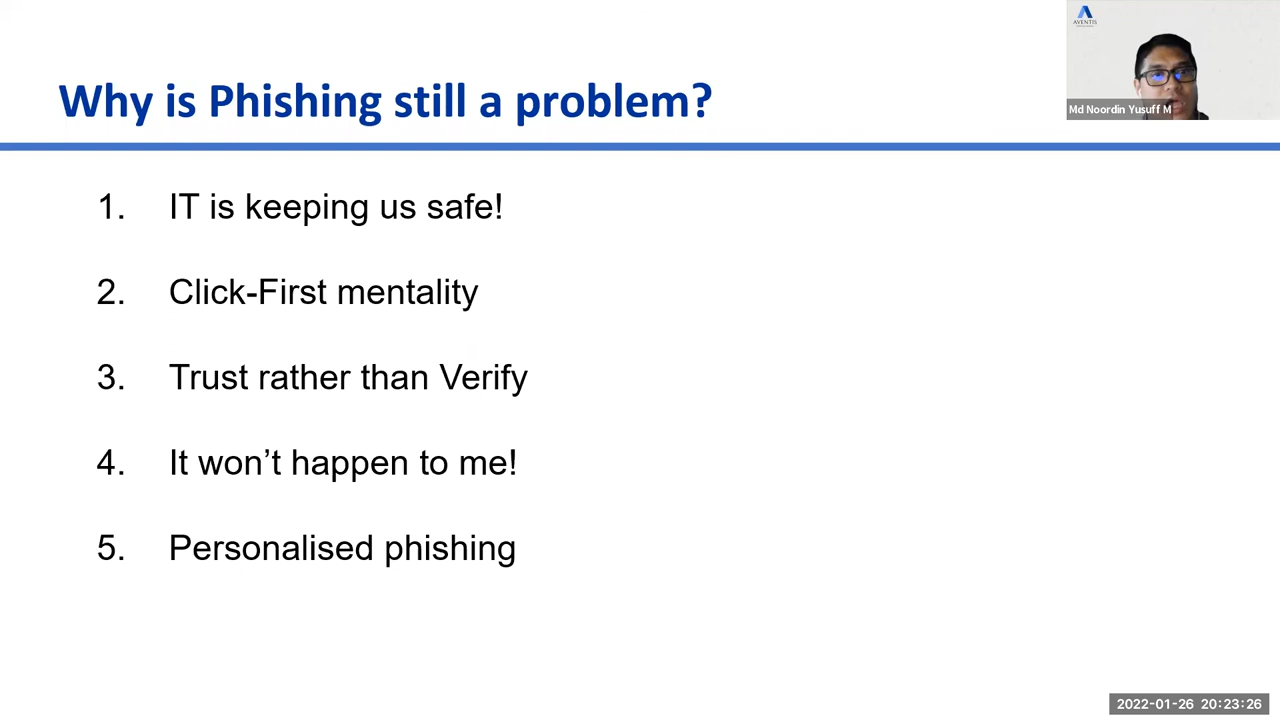 AVENTIS
Md Noordin Yusuff M
Why is Phishing still a problem?
1. IT is keeping us safe!
2. Click-First mentality
3. Trust rather than Verify
4. It won’t happen to me!
5. Personalised phishing
2022-01-26 20:23:26